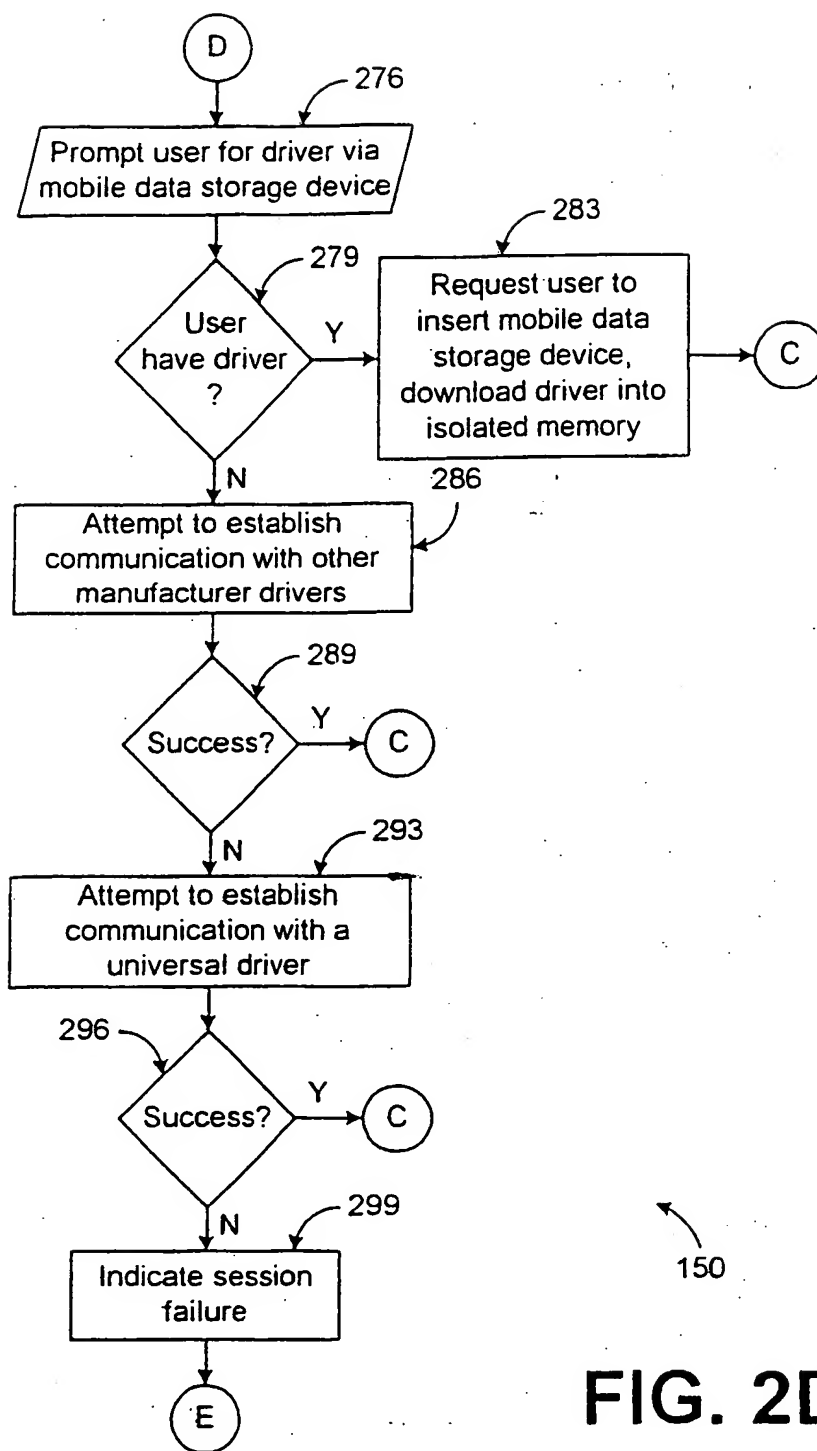 D
276
Prompt user for driver via
mobile data storage device
279
User
have driver
?
Y
283
Request user to
insert mobile data
storage device,
download driver into
isolated memory
C
N
286
Attempt to establish
communication with other
manufacturer drivers
289
Success?
Y
C
N
293
Attempt to establish
communication with a
universal driver
296
Success?
Y
C
N
299
Indicate session
failure
150
E
FIG. 2D